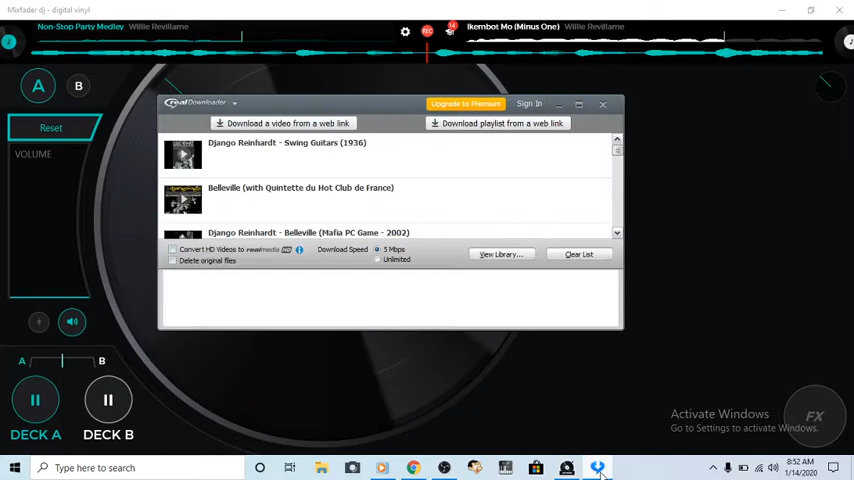 Mixfader dj - digital vinyl
Non-Stop Party Medley Willie Revillame
REC
14
Ikembot Mo (Minus One) Willie Revillame
A
B
Reset
VOLUME
realDownloader
Upgrade to Premium
Sign In
Download a video from a web link
Download playlist from a web link
Django Reinhardt - Swing Guitars (1936)
Belleville (with Quintette du Hot Club de France)
Django Reinhardt - Belleville (Mafia PC Game - 2002)
Convert HD Videos to realmedia HD
Download Speed
5 Mbps
Unlimited
Delete original files
View Library...
Clear List
A
B
DECK A
DECK B
FX
Activate Windows
Go to Settings to activate Windows.
Type here to search
8:52 AM
1/14/2020